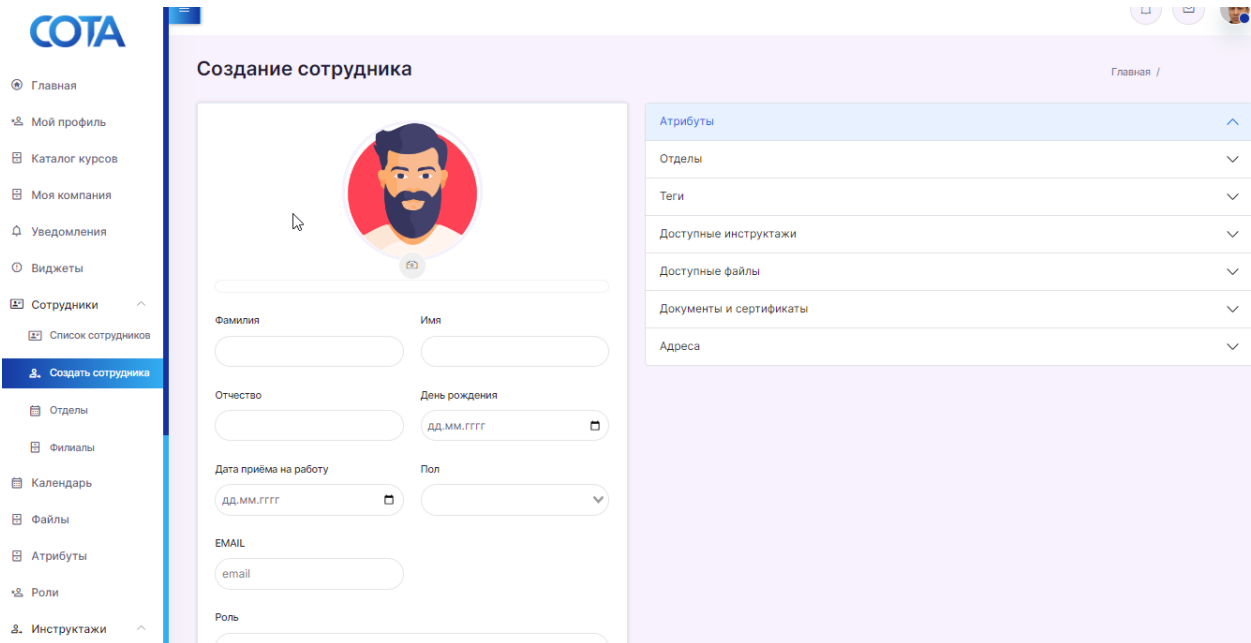 СОТА
Главная
Мой профиль
Каталог курсов
Моя компания
Уведомления
Виджеты
Сотрудники
Список сотрудников
Создать сотрудника
Отделы
Филиалы
Календарь
Файлы
Атрибуты
Роли
Инструктажи
Создание сотрудника
Главная /
Фамилия
Имя
Отчество
День рождения
дд.мм.гггг
Дата приёма на работу
Пол
дд.мм.гггг
EMAIL
email
Роль
Атрибуты
Отделы
Теги
Доступные инструктажи
Доступные файлы
Документы и сертификаты
Адреса